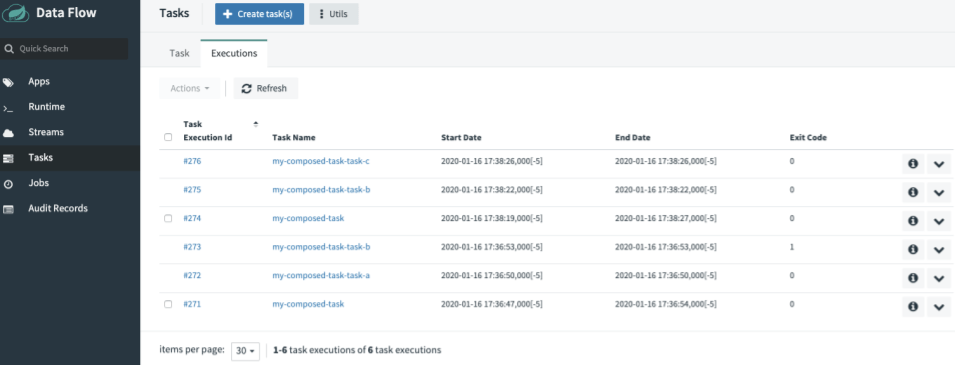 Data Flow
Quick Search
Apps
Runtime
Streams
Tasks
Jobs
Audit Records
Tasks
Create task(s)
Utils
Task
Executions
Actions
Refresh
Task
Execution Id Task Name Start Date End Date Exit Code
#276 my-composed-task-task-c 2020-01-16 17:38:26,000[-5] 2020-01-16 17:38:26,000[-5] 0
#275 my-composed-task-task-b 2020-01-16 17:38:22,000[-5] 2020-01-16 17:38:22,000[-5] 0
#274 my-composed-task 2020-01-16 17:38:19,000[-5] 2020-01-16 17:38:27,000[-5] 0
#273 my-composed-task-task-b 2020-01-16 17:36:53,000[-5] 2020-01-16 17:36:53,000[-5] 1
#272 my-composed-task-task-a 2020-01-16 17:36:50,000[-5] 2020-01-16 17:36:50,000[-5] 0
#271 my-composed-task 2020-01-16 17:36:47,000[-5] 2020-01-16 17:36:54,000[-5] 0
items per page: 30 1-6 task executions of 6 task executions